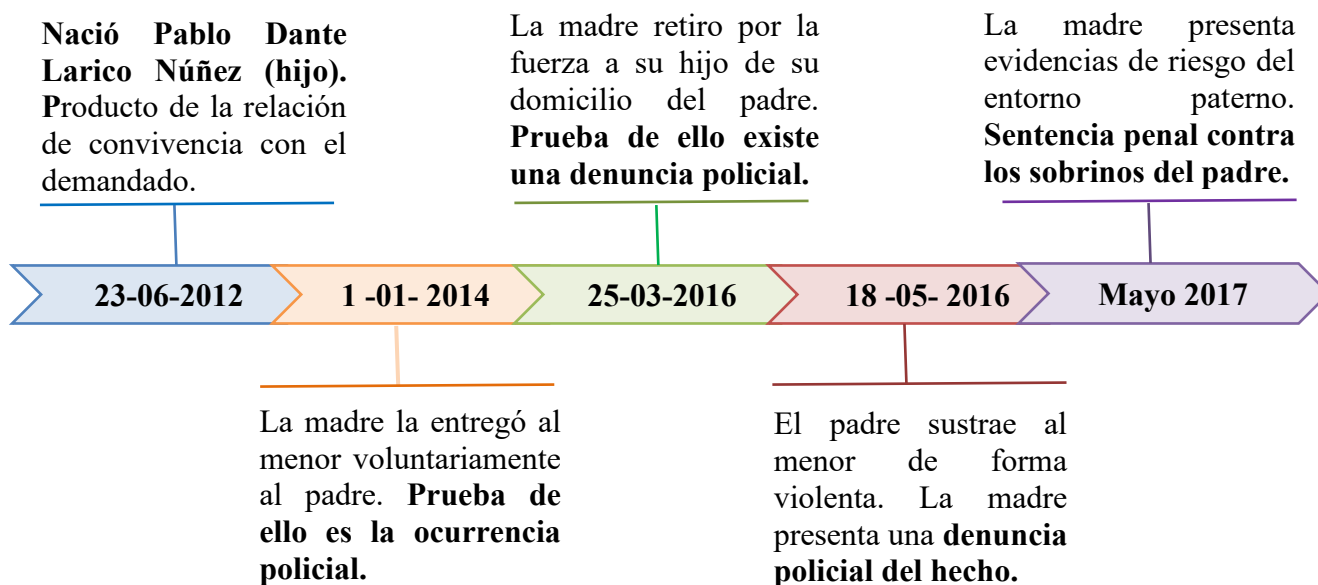 Nació Pablo Dante
Larico Núñez (hijo).
Producto de la relación
de convivencia con el
demandado.
La madre retiro por la
fuerza a su hijo de su
domicilio del padre.
Prueba de ello existe
una denuncia policial.
La madre presenta
evidencias de riesgo del
entorno paterno.
Sentencia penal contra
los sobrinos del padre.
23-06-2012
1 -01- 2014
25-03-2016
18 -05- 2016
Mayo 2017
La madre la entregó al
menor voluntariamente
al padre. Prueba de
ello es la ocurrencia
policial.
El padre sustrae al
menor de forma
violenta. La madre
presenta una denuncia
policial del hecho.